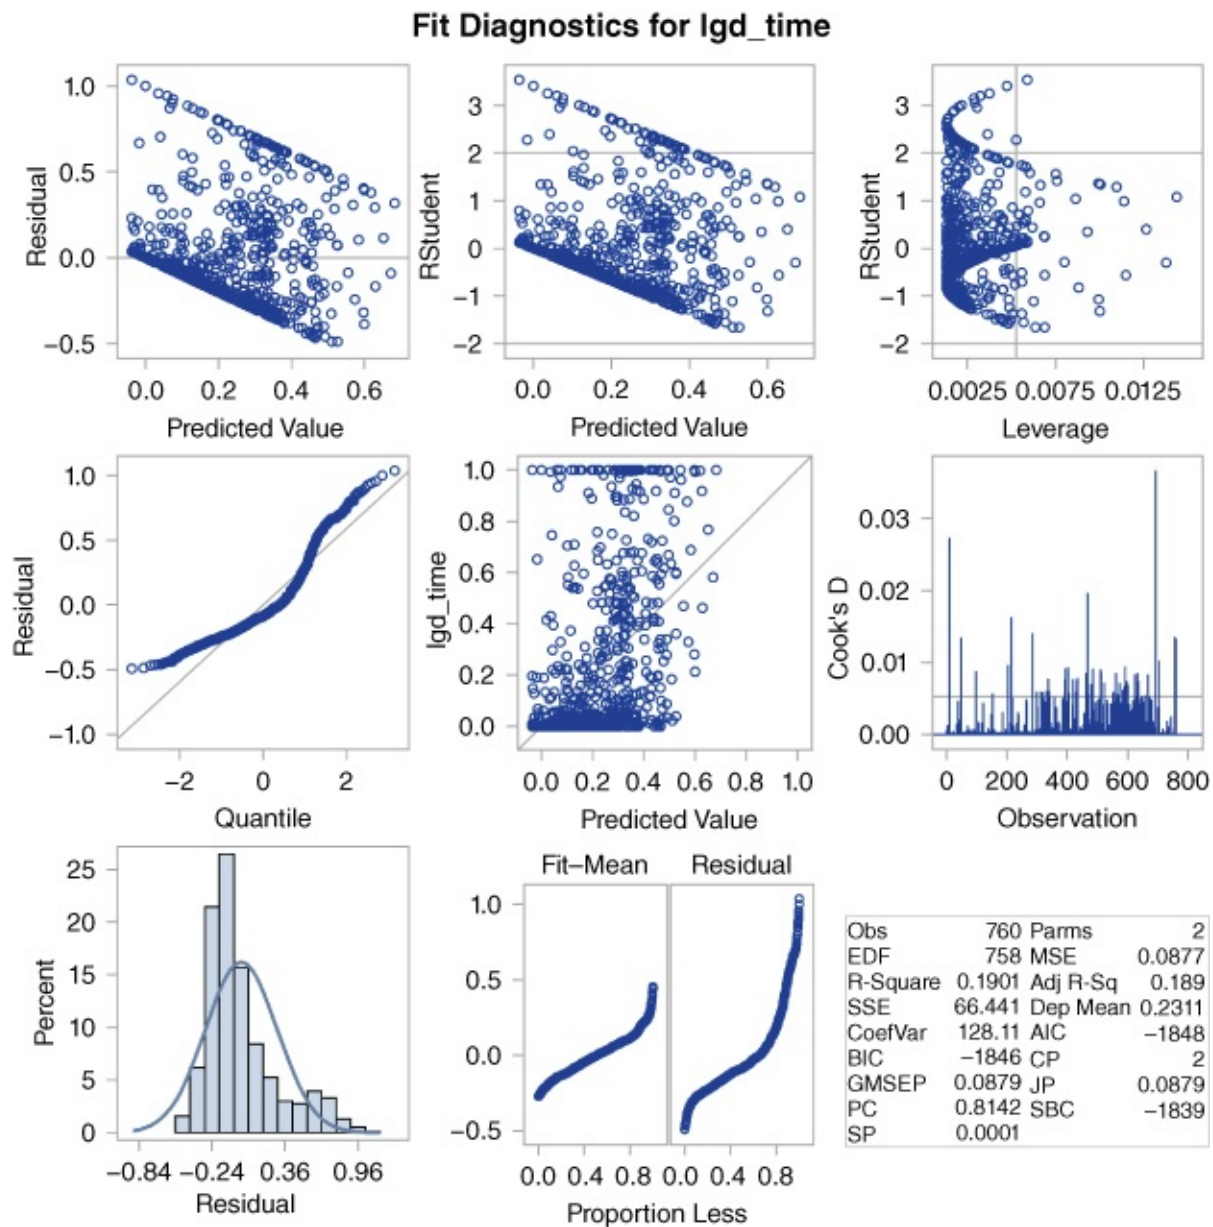 Fit Diagnostics for lgd_time
1.0
0.5
0.0
−0.5
Residual
0.0 0.2 0.4 0.6
Predicted Value
3
2
1
0
−1
−2
RStudent
0.0 0.2 0.4 0.6
Predicted Value
3
2
1
0
−1
−2
RStudent
0.0025 0.0075 0.0125
Leverage
1.0
0.5
0.0
−0.5
−1.0
Residual
−2 0 2
Quantile
1.0
0.8
0.6
0.4
0.2
0.0
lgd_time
0.0 0.2 0.4 0.6 0.8 1.0
Predicted Value
0.03
0.02
0.01
0.00
Cook's D
0 200 400 600 800
Observation
25
20
15
10
5
0
Percent
−0.84 −0.24 0.36 0.96
Residual
Fit–Mean Residual
1.0
0.5
0.0
−0.5
0.0 0.4 0.8 0.0 0.4 0.8
Proportion Less
Obs 760 Parms 2
EDF 758 MSE 0.0877
R-Square 0.1901 Adj R-Sq 0.189
SSE 66.441 Dep Mean 0.2311
CoefVar 128.11 AIC −1848
BIC −1846 CP 2
GMSEP 0.0879 JP 0.0879
PC 0.8142 SBC −1839
SP 0.0001